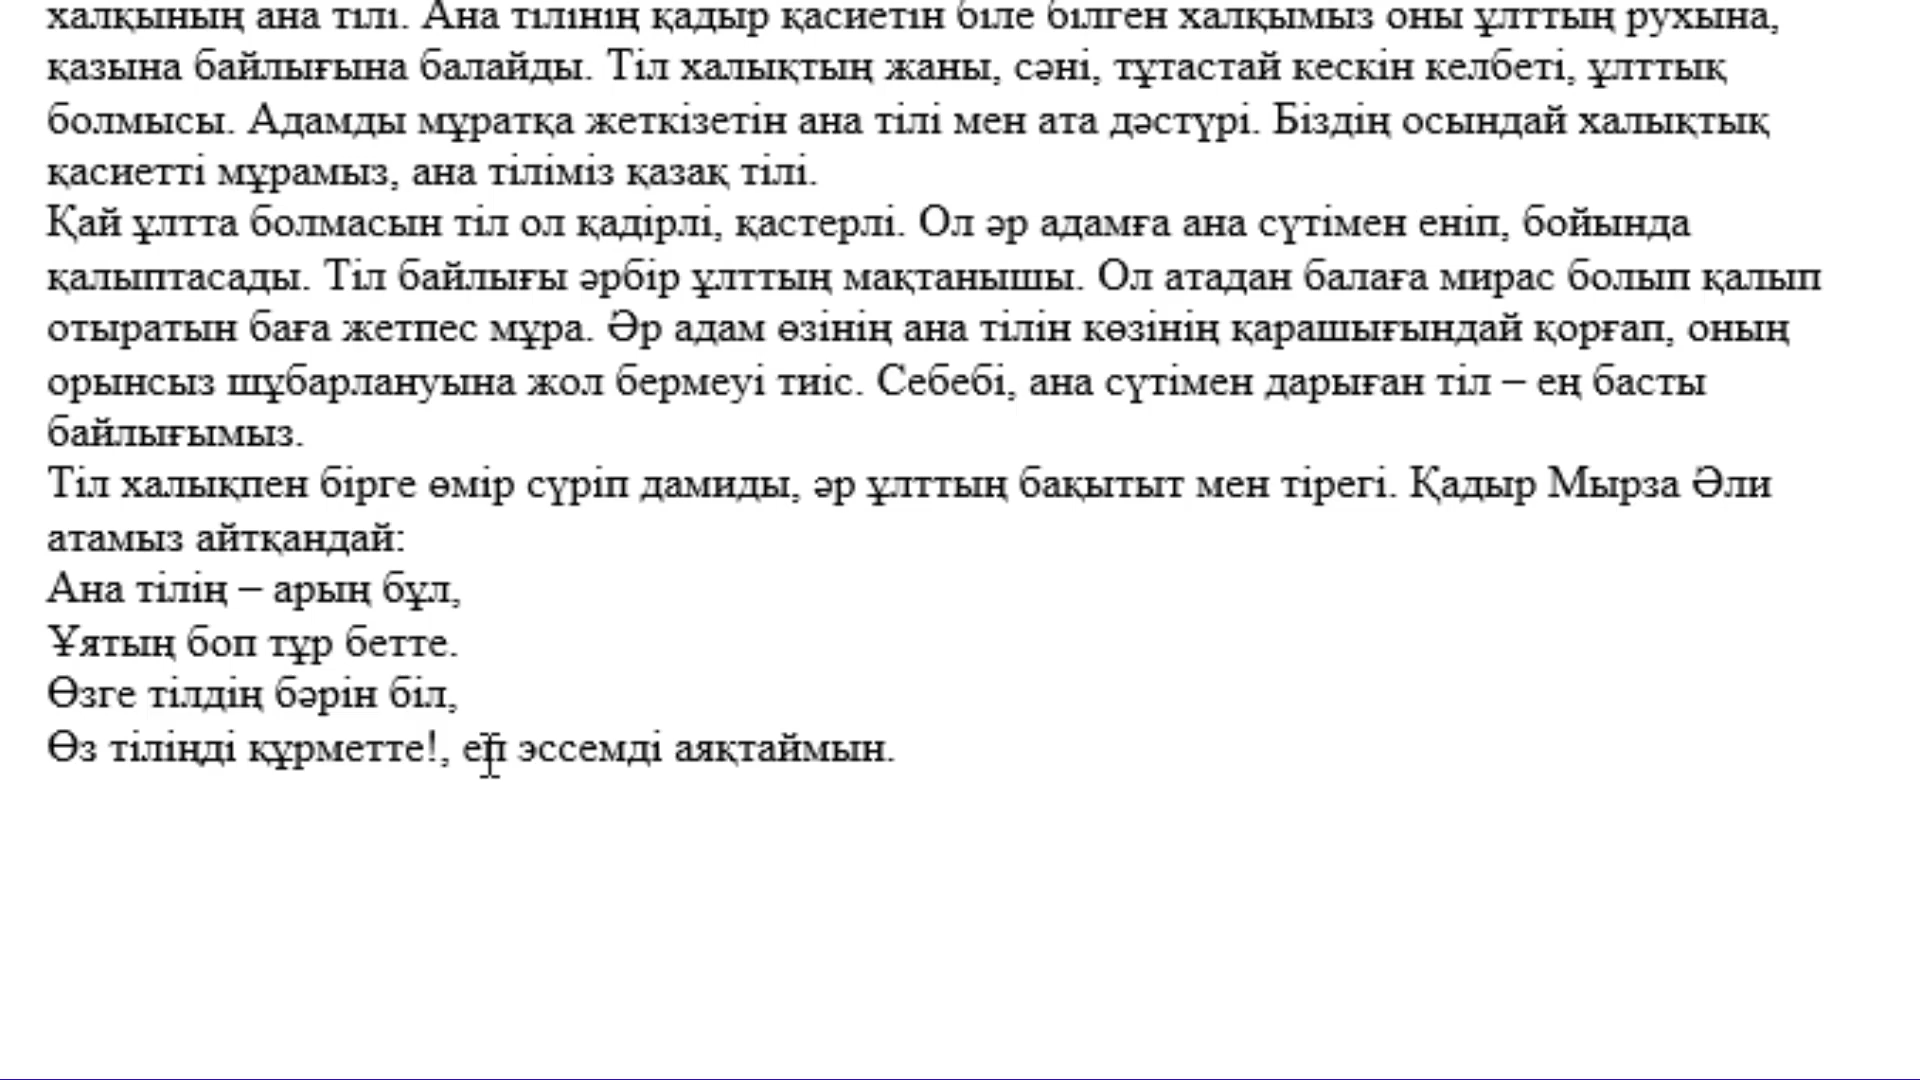 халқының ана тілі. Ана тілінің қадыр қасиетін біле білген халқымыз оны ұлттың рухына,
қазына байлығына балайды. Тіл халықтың жаны, сәні, тұтастай кескін келбеті, ұлттық
болмысы. Адамды мұратқа жеткізетін ана тілі мен ата дәстүрі. Біздің осындай халықтық
қасиетті мұрамыз, ана тіліміз қазақ тілі.
Қай ұлтта болмасын тіл ол қадірлі, қастерлі. Ол әр адамға ана сүтімен еніп, бойында
қалыптасады. Тіл байлығы әрбір ұлттың мақтанышы. Ол атадан балаға мирас болып қалып
отыратын баға жетпес мұра. Әр адам өзінің ана тілін көзінің қарашығындай қорғап, оның
орынсыз шұбарлануына жол бермеуі тиіс. Себебі, ана сүтімен дарыған тіл – ең басты
байлығымыз.
Тіл халықпен бірге өмір сүріп дамиды, әр ұлттың бақытыт мен тірегі. Қадыр Мырза Әли
атамыз айтқандай:
Ана тілің – арың бұл,
Ұятың боп тұр бетте.
Өзге тілдің бәрін біл,
Өз тіліңді құрметте!, еп эссемді аяқтаймын.